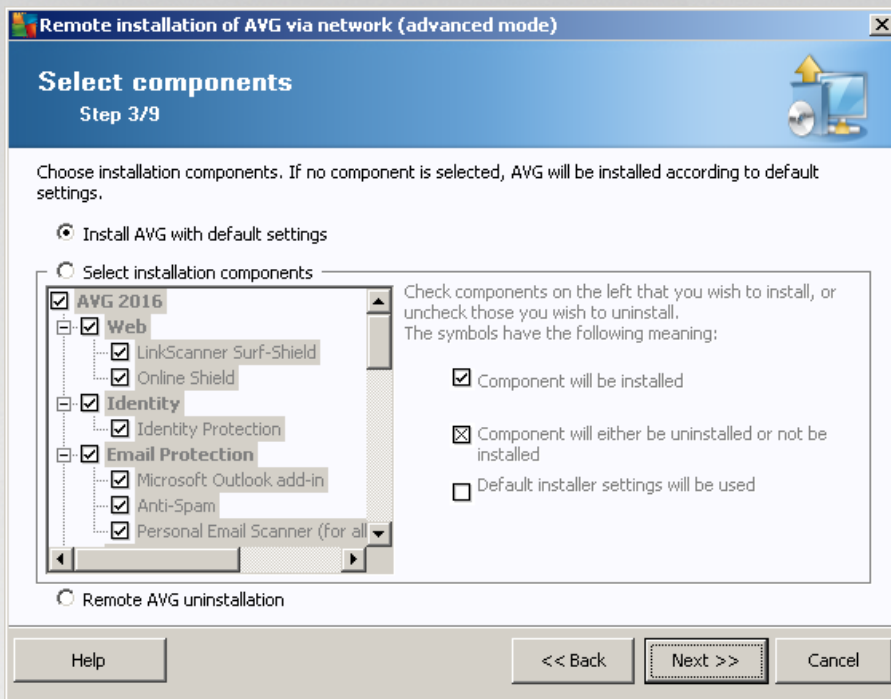 Remote installation of AVG via network (advanced mode)
Select components
Step 3/9
Choose installation components. If no component is selected, AVG will be installed according to default
settings.
Install AVG with default settings
Select installation components
AVG 2016
Web
LinkScanner Surf-Shield
Online Shield
Identity
Identity Protection
Email Protection
Microsoft Outlook add-in
Anti-Spam
Personal Email Scanner (for all
Check components on the left that you wish to install, or
uncheck those you wish to uninstall.
The symbols have the following meaning:
Component will be installed
Component will either be uninstalled or not be
installed
Default installer settings will be used
Remote AVG uninstallation
Help
<< Back
Next >>
Cancel